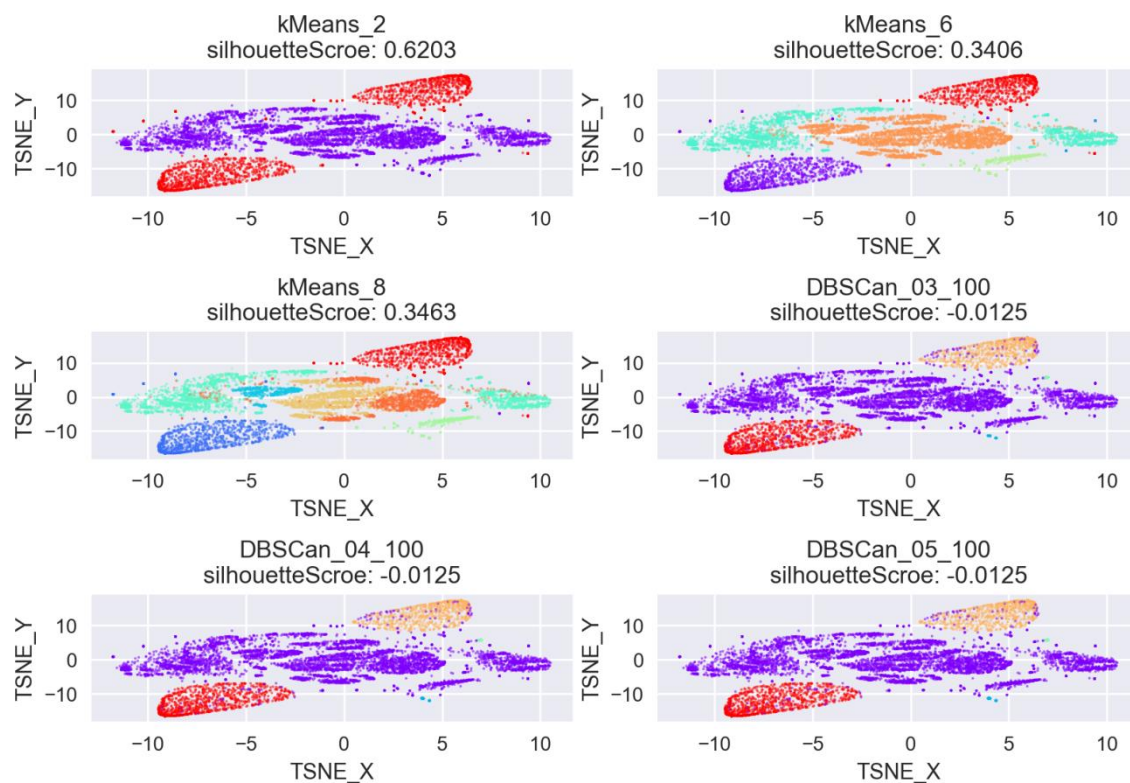 kMeans_2
silhouetteScroe: 0.6203
TSNE_Y
10
0
−10
−10
−5
0
5
10
TSNE_X
kMeans_6
silhouetteScroe: 0.3406
TSNE_Y
10
0
−10
−10
−5
0
5
10
TSNE_X
kMeans_8
silhouetteScroe: 0.3463
TSNE_Y
10
0
−10
−10
−5
0
5
10
TSNE_X
DBSCan_03_100
silhouetteScroe: -0.0125
TSNE_Y
10
0
−10
−10
−5
0
5
10
TSNE_X
DBSCan_04_100
silhouetteScroe: -0.0125
TSNE_Y
10
0
−10
−10
−5
0
5
10
TSNE_X
DBSCan_05_100
silhouetteScroe: -0.0125
TSNE_Y
10
0
−10
−10
−5
0
5
10
TSNE_X